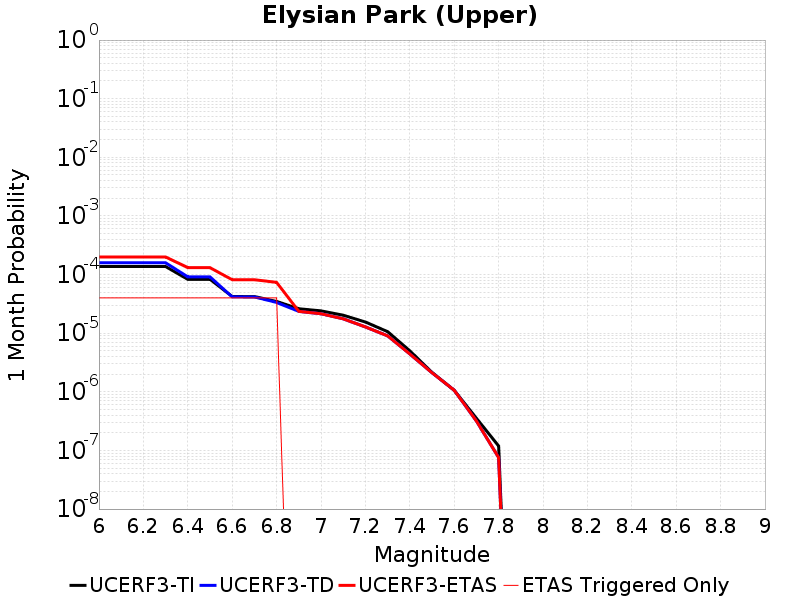 Elysian Park (Upper)
1 Month Probability
10^0
10^-1
10^-2
10^-3
10^-4
10^-5
10^-6
10^-7
10^-8
6 6.2 6.4 6.6 6.8 7 7.2 7.4 7.6 7.8 8 8.2 8.4 8.6 8.8 9
Magnitude
UCERF3-TI UCERF3-TD UCERF3-ETAS ETAS Triggered Only